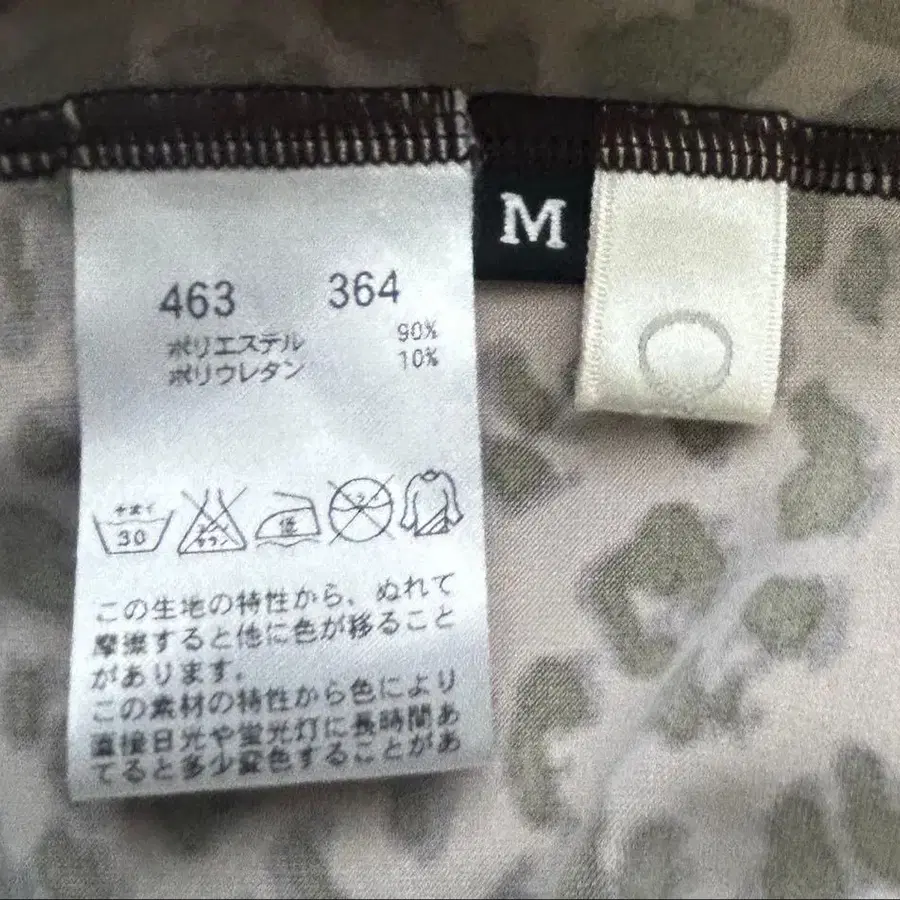 M
463 364
ポリエステル 90%
ポリウレタン 10%
30 低
この生地の特性から、ぬれて
摩擦すると他に色が移ること
があります。
この素材の特性から色により
直接日光や蛍光灯に長時間あ
てると多少変色することがあ